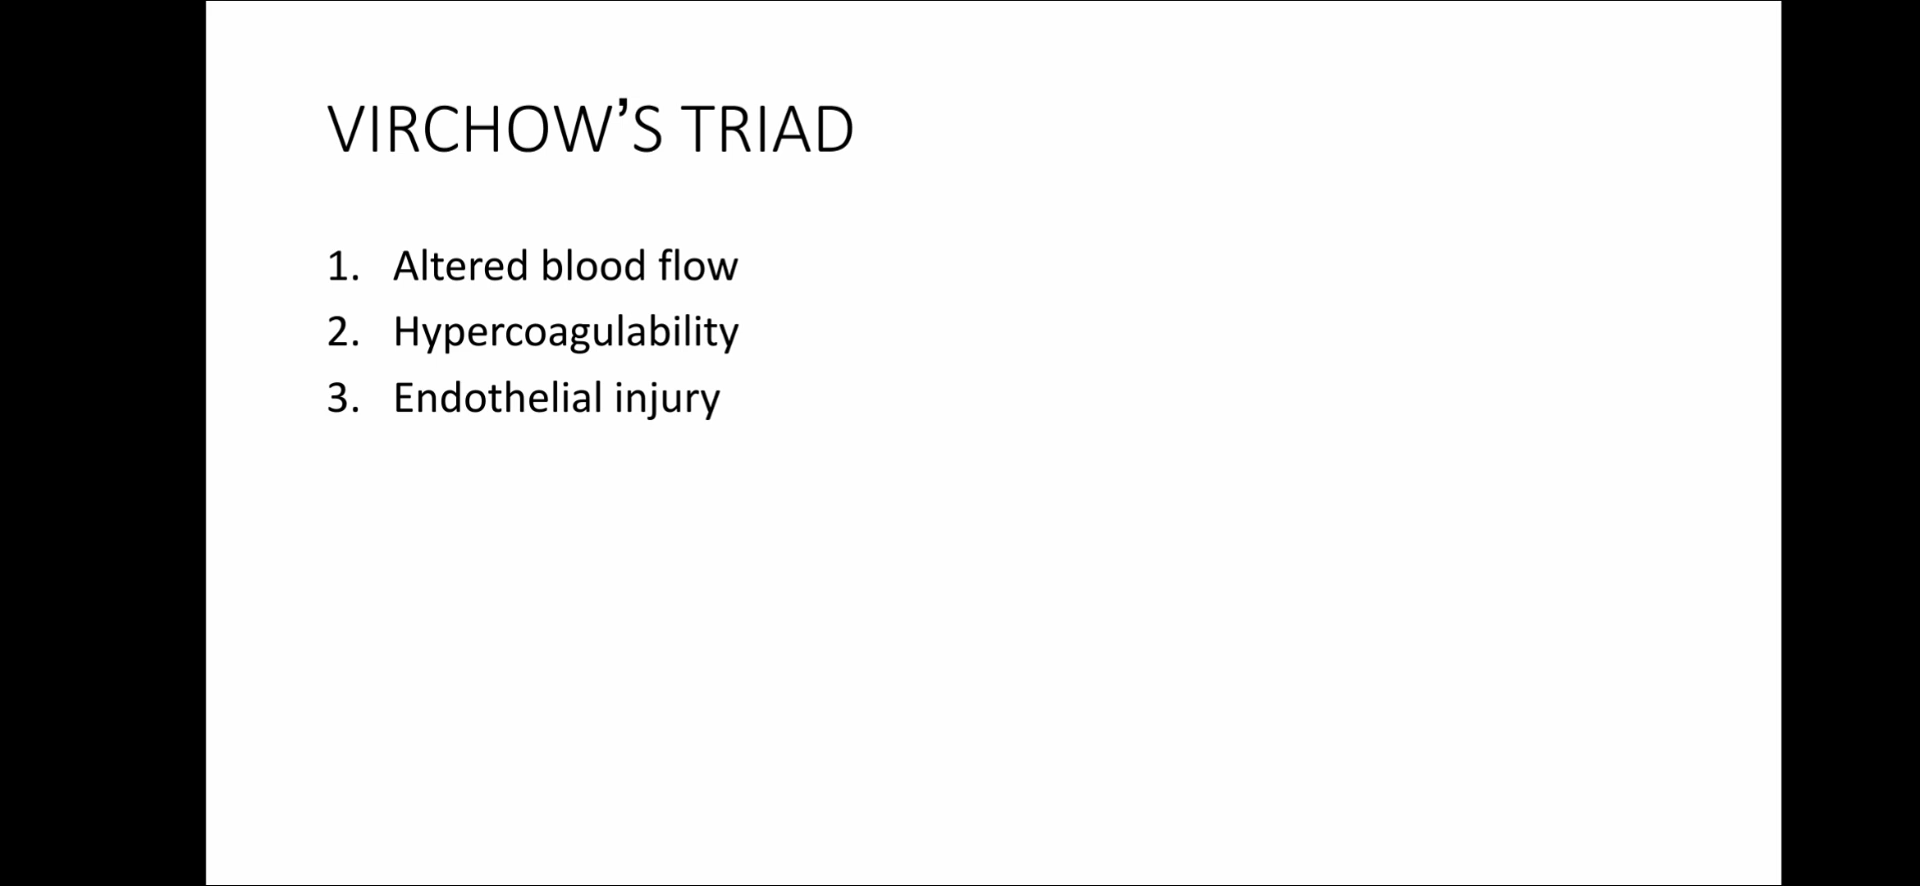 VIRCHOW’S TRIAD
1. Altered blood flow
2. Hypercoagulability
3. Endothelial injury